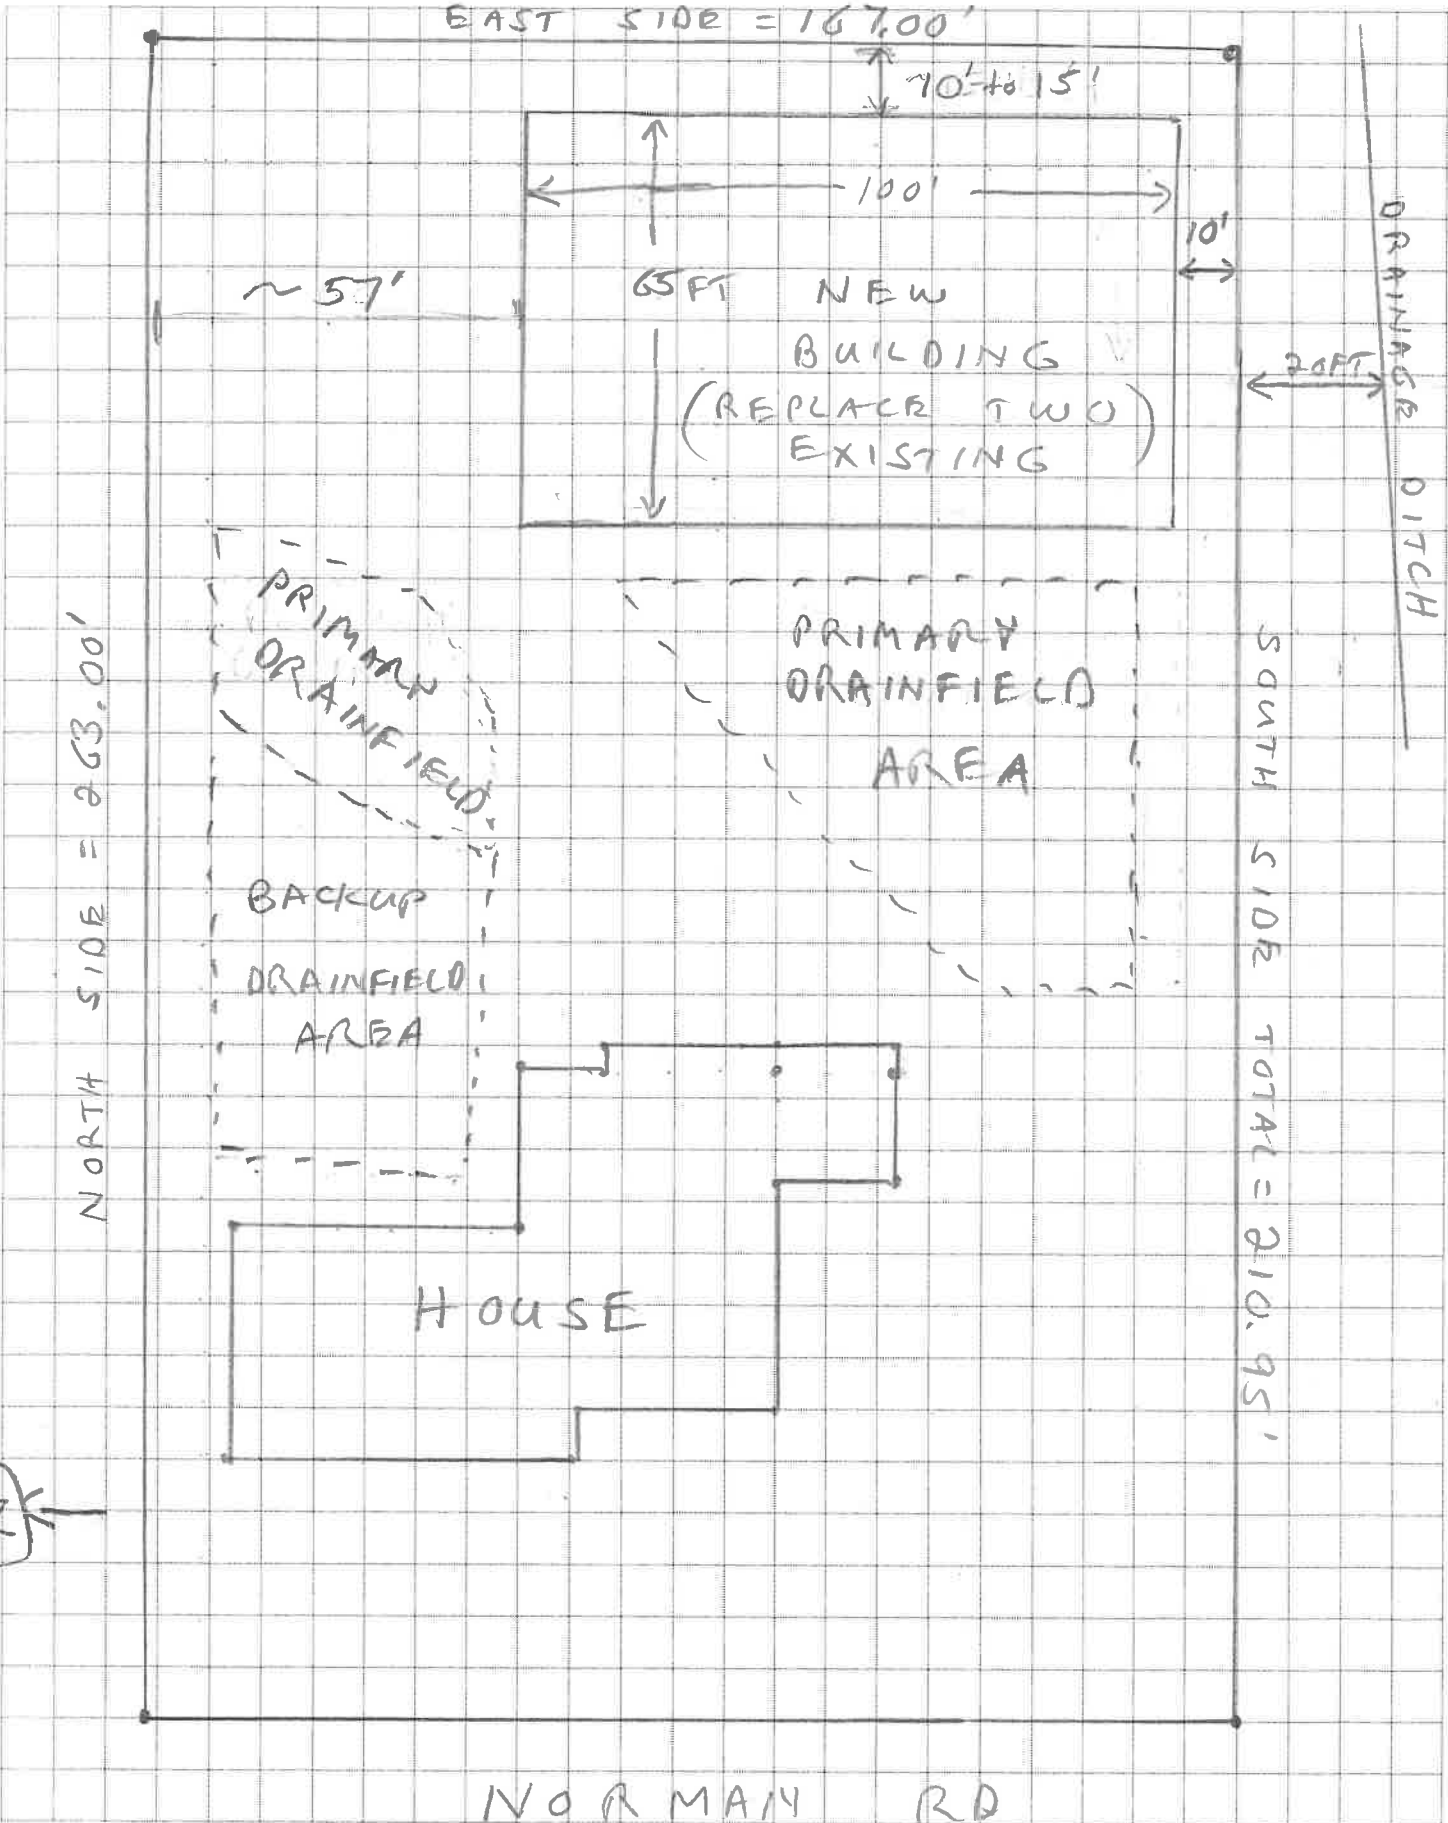 EAST SIDE = 167.00'
10' to 15'
100'
10'
~ 57'
65FT NEW
BUILDING
(REPLACE TWO
EXISTING)
20FT
DRAINAGE DITCH
PRIMARY
DRAINFIELD
PRIMARY
DRAINFIELD
AREA
NORTH SIDE = 263.00'
SOUTH SIDE TOTAL = 210.95'
BACKUP
DRAINFIELD
AREA
HOUSE
NORMAN RD